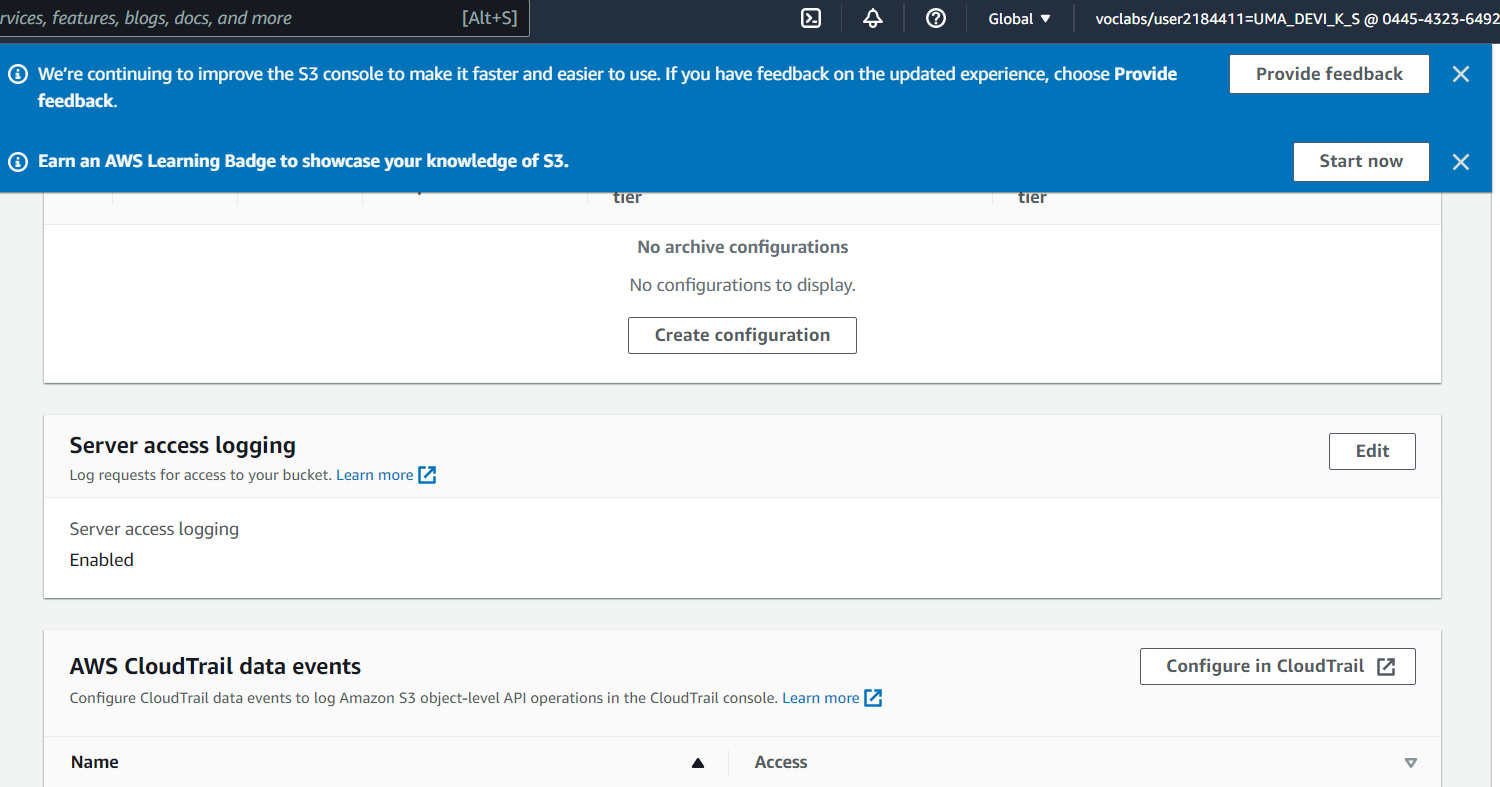 rvices, features, blogs, docs, and more [Alt+S] Global ▼ voclabs/user2184411=UMA_DEVI_K_S @ 0445-4323-6492
We're continuing to improve the S3 console to make it faster and easier to use. If you have feedback on the updated experience, choose Provide
feedback.
Provide feedback
Earn an AWS Learning Badge to showcase your knowledge of S3.
Start now
tier tier
No archive configurations
No configurations to display.
Create configuration
Server access logging
Edit
Log requests for access to your bucket. Learn more
Server access logging
Enabled
AWS CloudTrail data events
Configure in CloudTrail
Configure CloudTrail data events to log Amazon S3 object-level API operations in the CloudTrail console. Learn more
Name ▲ Access ▽